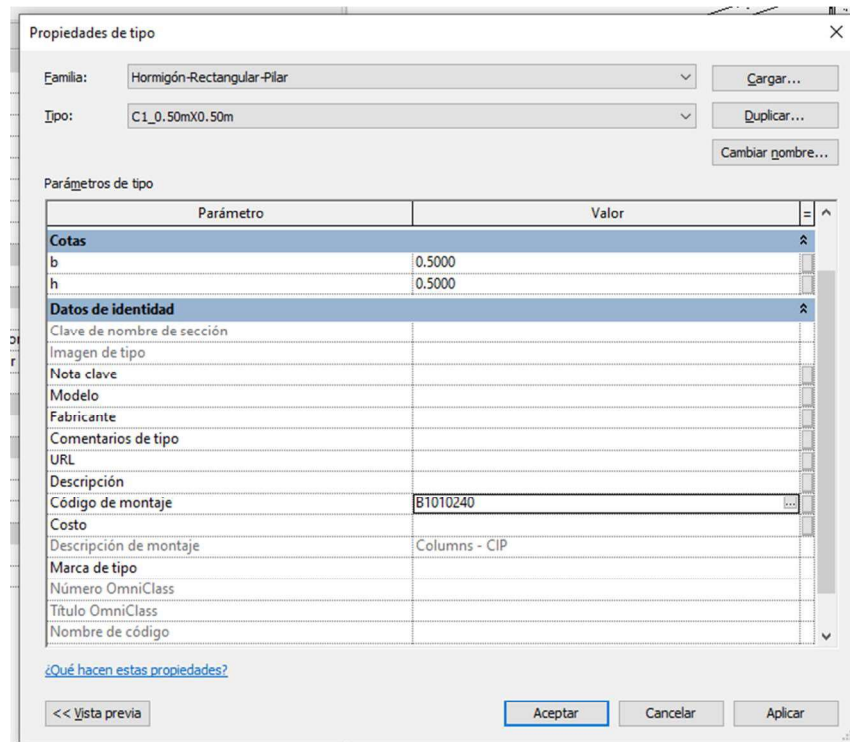 Propiedades de tipo
Familia: Hormigón-Rectangular-Pilar Cargar...
Tipo: C1_0.50mX0.50m Duplicar...
Cambiar nombre...
Parámetros de tipo
Parámetro Valor =
Cotas
b 0.5000
h 0.5000
Datos de identidad
Clave de nombre de sección
Imagen de tipo
Nota clave
Modelo
Fabricante
Comentarios de tipo
URL
Descripción
Código de montaje B1010240 ...
Costo
Descripción de montaje Columns - CIP
Marca de tipo
Número OmniClass
Título OmniClass
Nombre de código
¿Qué hacen estas propiedades?
<< Vista previa Aceptar Cancelar Aplicar